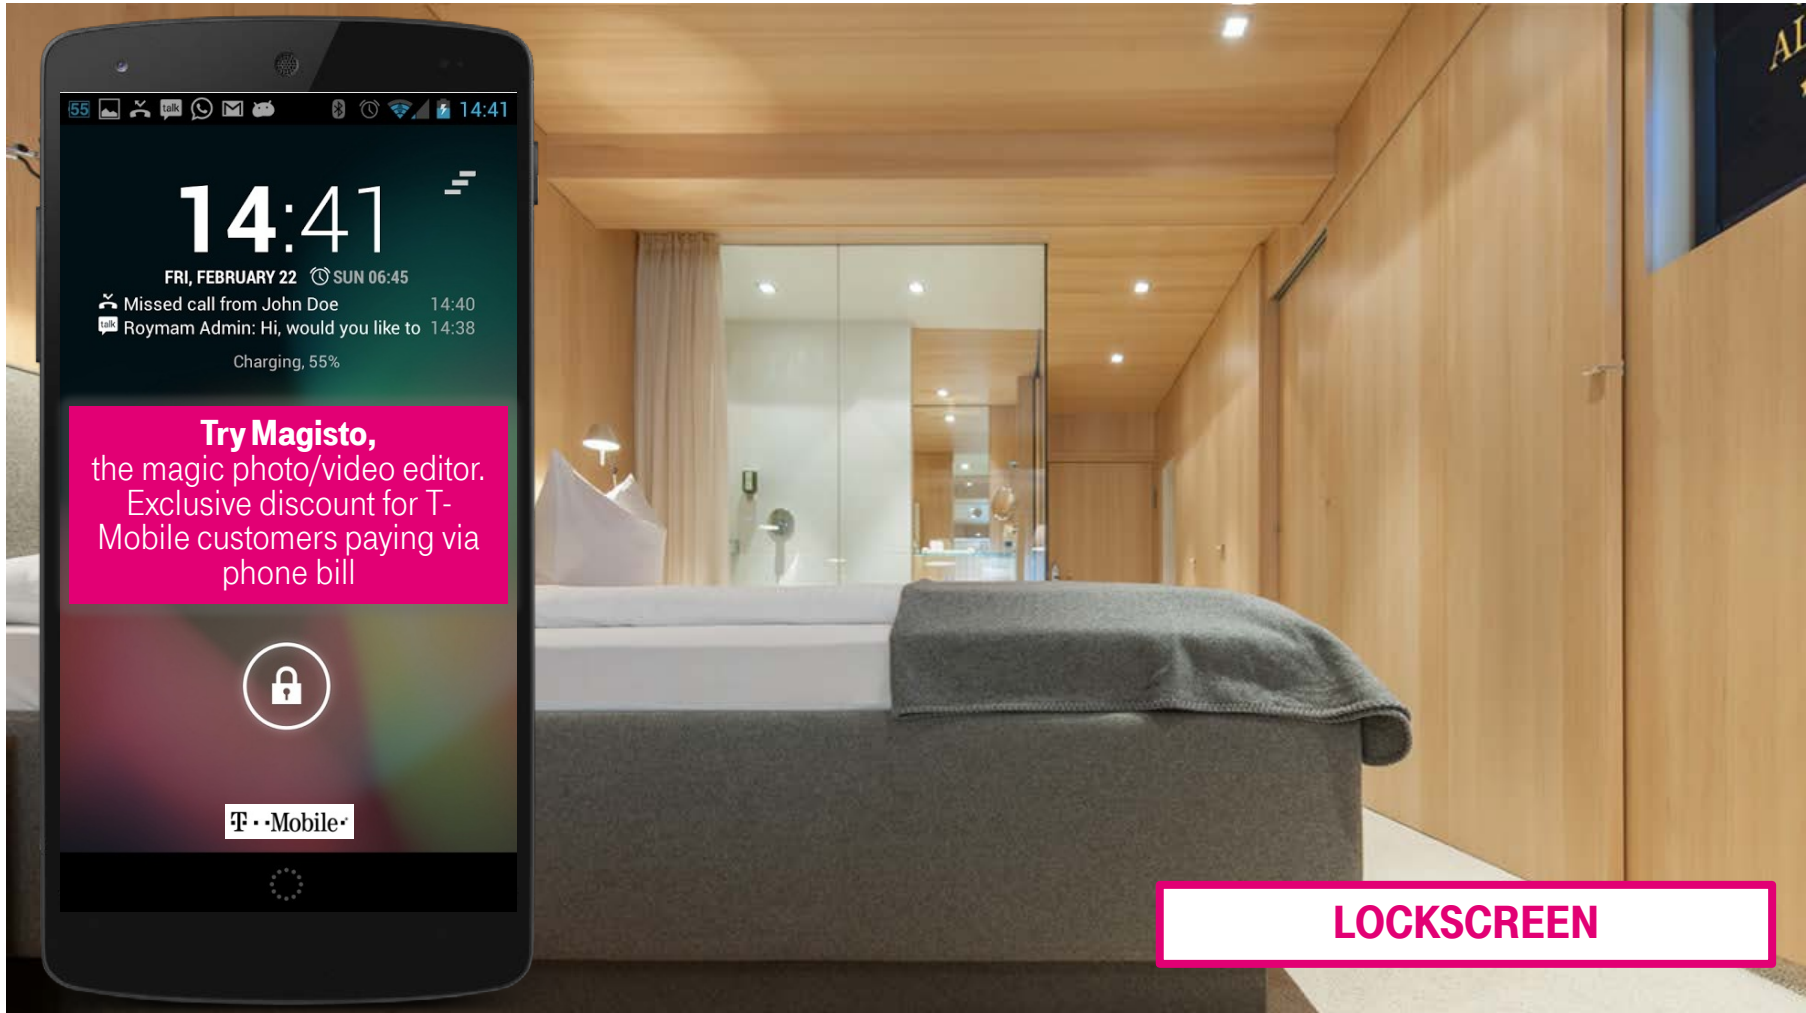 55 talk 14:41
14:41
FRI, FEBRUARY 22 SUN 06:45
Missed call from John Doe 14:40
talk Roymam Admin: Hi, would you like to 14:38
Charging, 55%
Try Magisto,
the magic photo/video editor.
Exclusive discount for T-
Mobile customers paying via
phone bill
T··Mobile·
AL
LOCKSCREEN